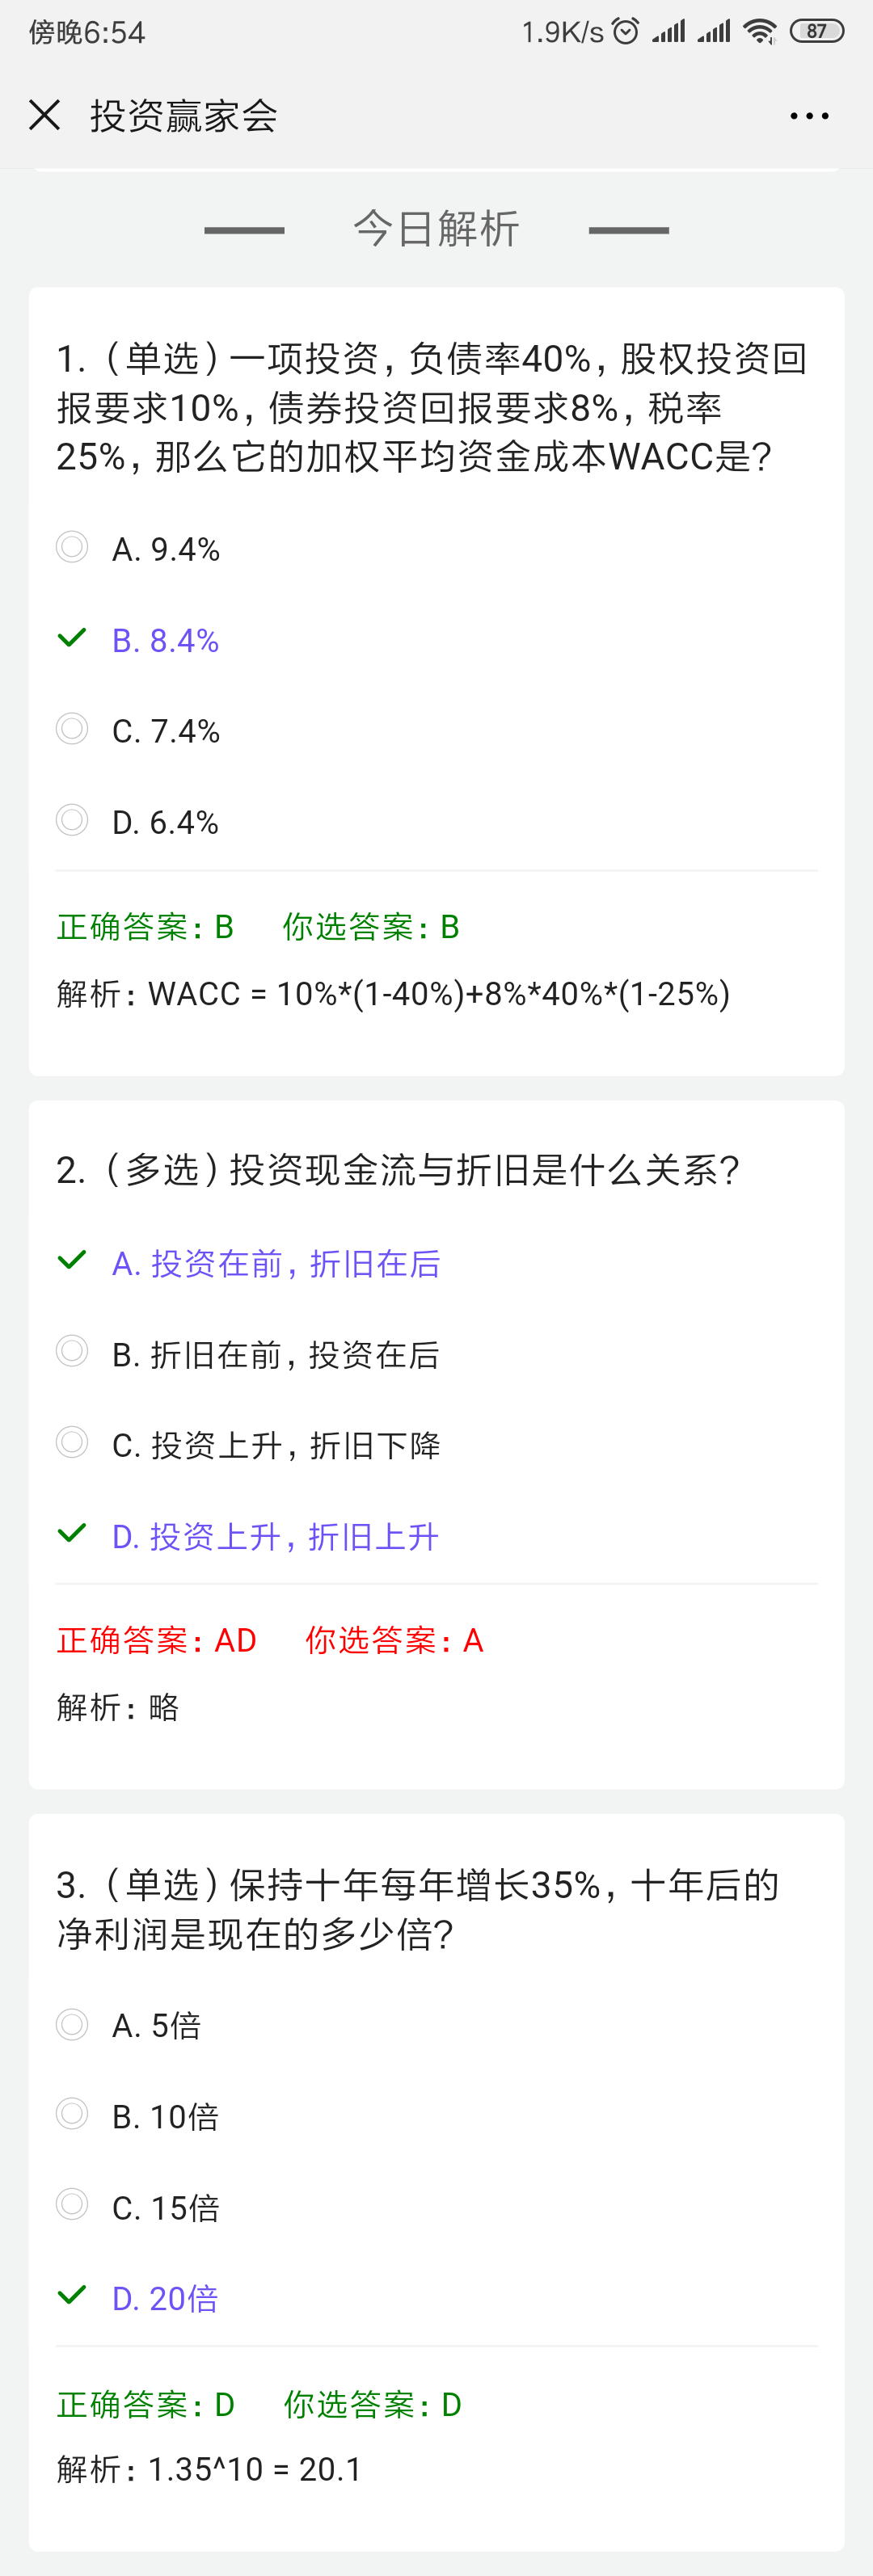 傍晚6:54
1.9K/s
87
投资赢家会
今日解析
1.（单选）一项投资，负债率40%，股权投资回
报要求10%，债券投资回报要求8%，税率
25%，那么它的加权平均资金成本WACC是？
A. 9.4%
B. 8.4%
C. 7.4%
D. 6.4%
正确答案：B 你选答案：B
解析：WACC = 10%*(1-40%)+8%*40%*(1-25%)
2.（多选）投资现金流与折旧是什么关系？
A. 投资在前，折旧在后
B. 折旧在前，投资在后
C. 投资上升，折旧下降
D. 投资上升，折旧上升
正确答案：AD 你选答案：A
解析：略
3.（单选）保持十年每年增长35%，十年后的
净利润是现在的多少倍？
A. 5倍
B. 10倍
C. 15倍
D. 20倍
正确答案：D 你选答案：D
解析：1.35^10 = 20.1